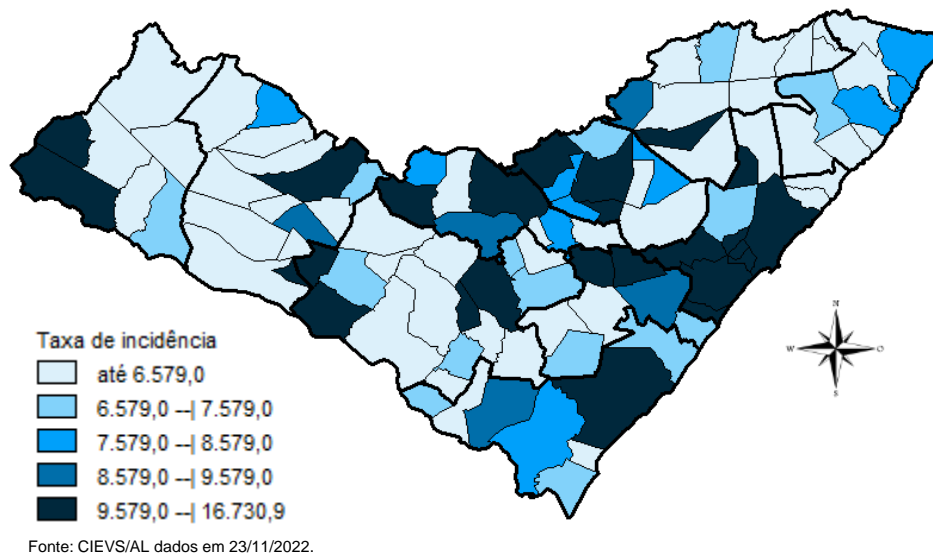 Taxa de incidência
até 6.579,0
6.579,0 --| 7.579,0
7.579,0 --| 8.579,0
8.579,0 --| 9.579,0
9.579,0 --| 16.730,9
N
W
O
S
Fonte: CIEVS/AL dados em 23/11/2022.